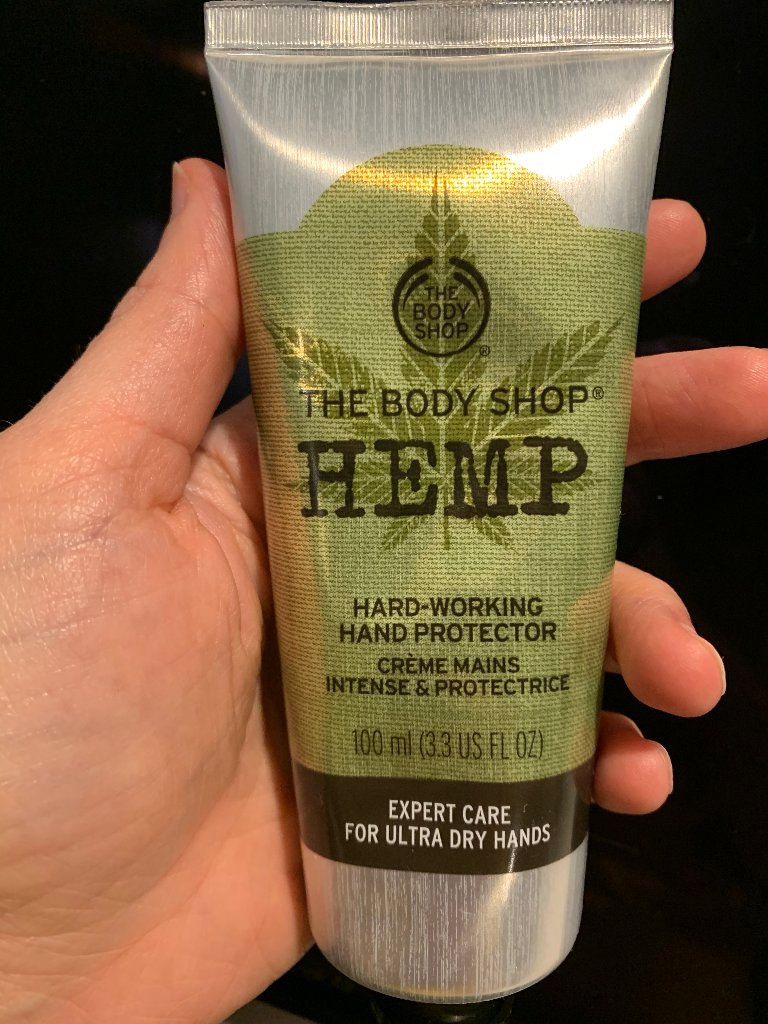 THE
BODY
SHOP
®
THE BODY SHOP®
HEMP
HARD-WORKING
HAND PROTECTOR
CRÈME MAINS
INTENSE & PROTECTRICE
100 ml (3.3 US FL OZ)
EXPERT CARE
FOR ULTRA DRY HANDS